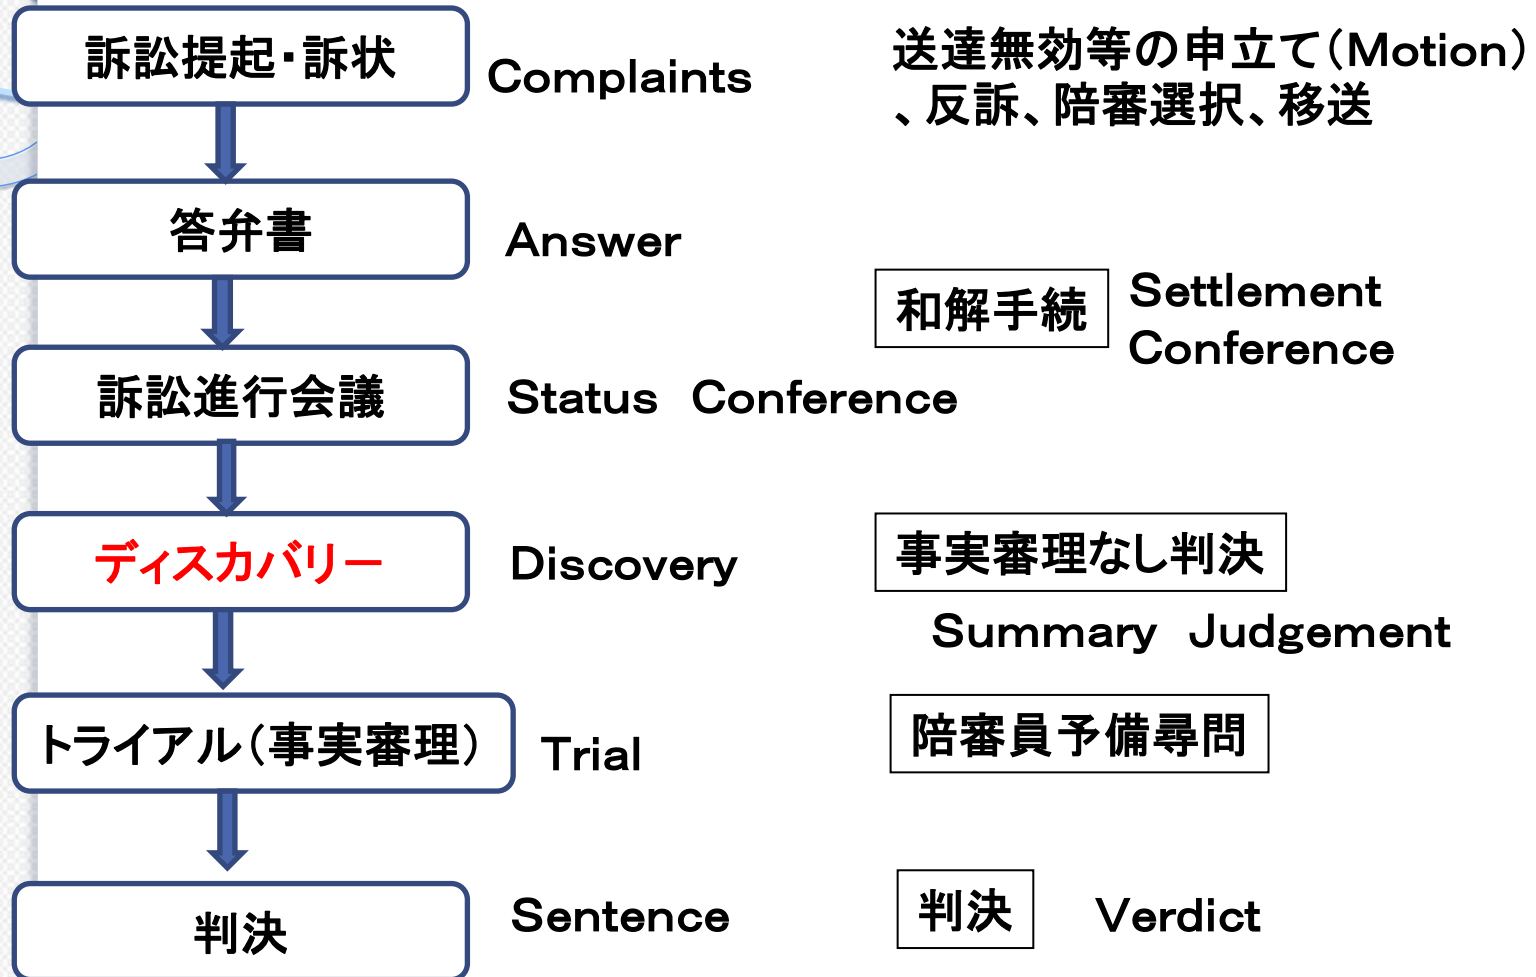 訴訟提起・訴状
Complaints
送達無効等の申立て（Motion）
、反訴、陪審選択、移送
答弁書
Answer
和解手続
Settlement
Conference
訴訟進行会議
Status　Conference
ディスカバリー
Discovery
事実審理なし判決
Summary　Judgement
トライアル（事実審理）
Trial
陪審員予備尋問
判決
Sentence
判決
Verdict